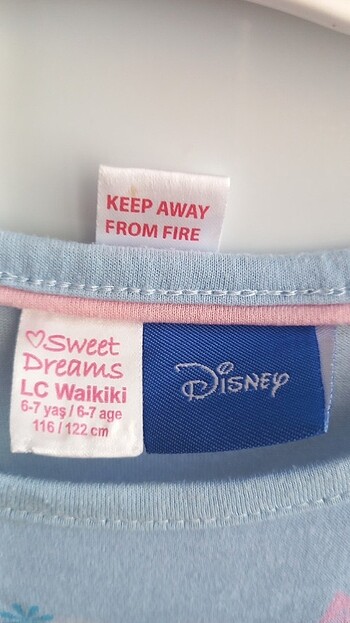 KEEP AWAY
FROM FIRE
Sweet
Dreams
LC Waikiki
6-7 yaş / 6-7 age
116 / 122 cm
Disney